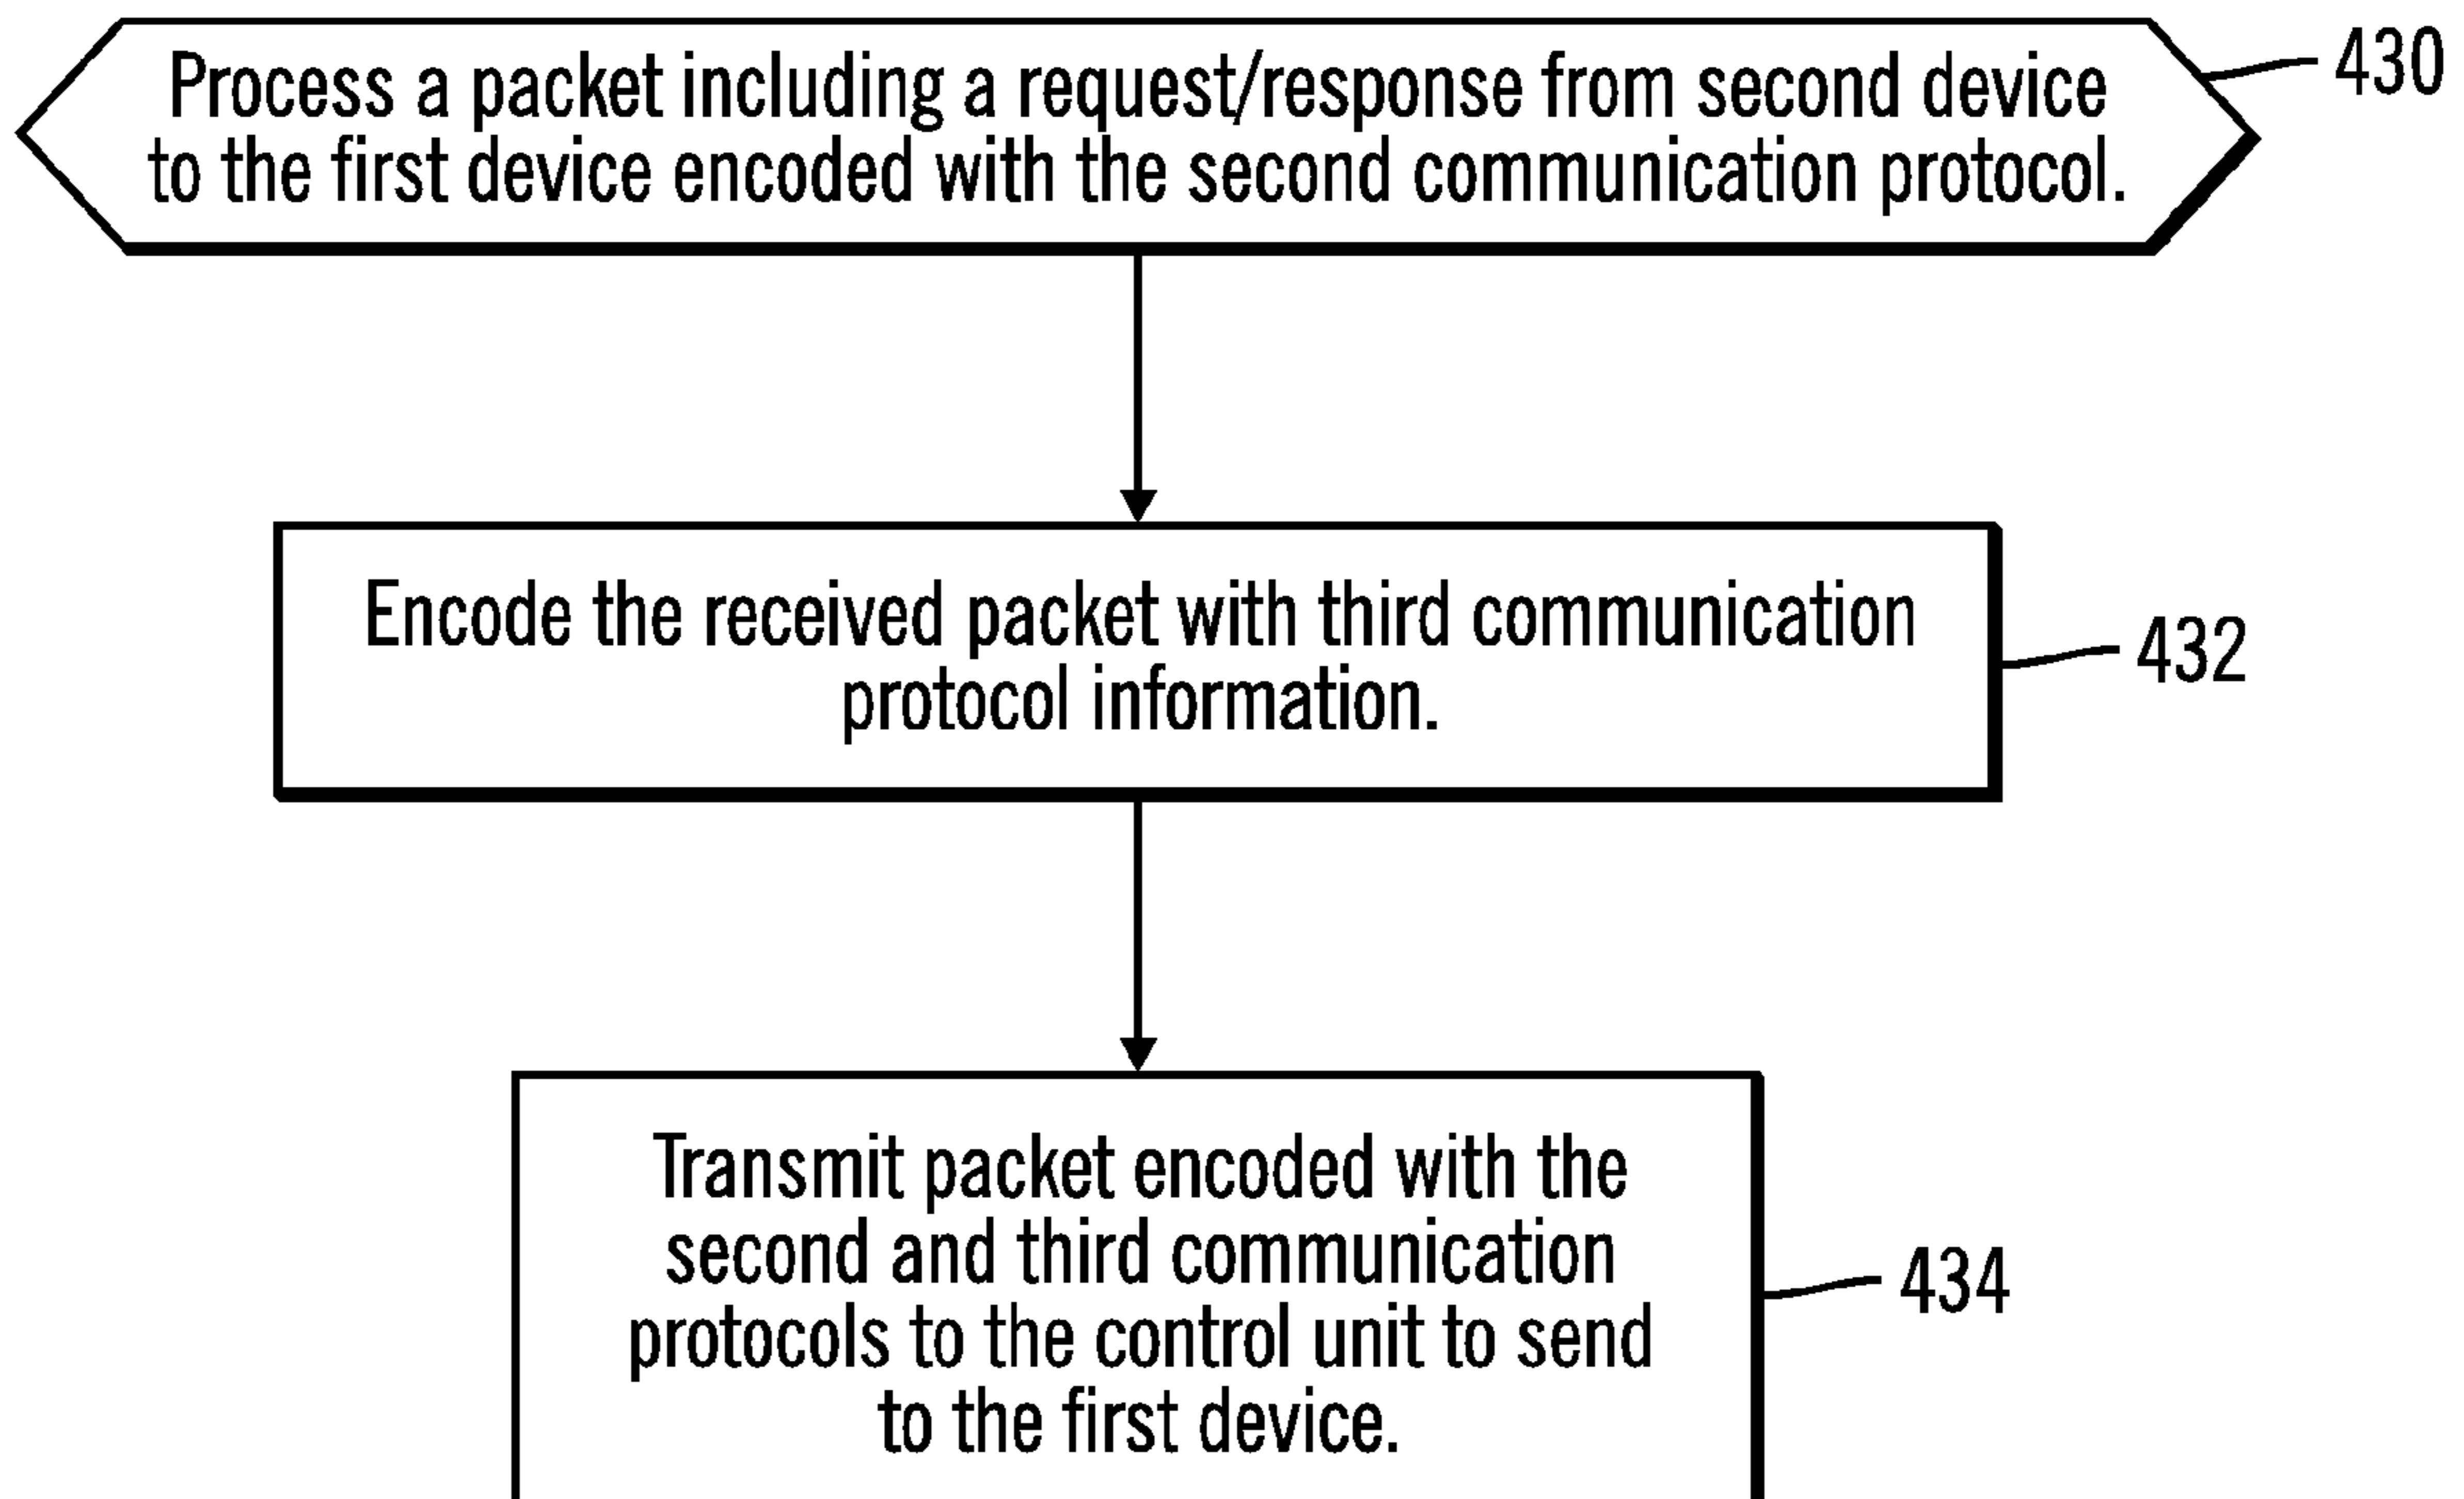 Process a packet including a request/response from second device
to the first device encoded with the second communication protocol.
430
Encode the received packet with third communication
protocol information.
432
Transmit packet encoded with the
second and third communication
protocols to the control unit to send
to the first device.
434